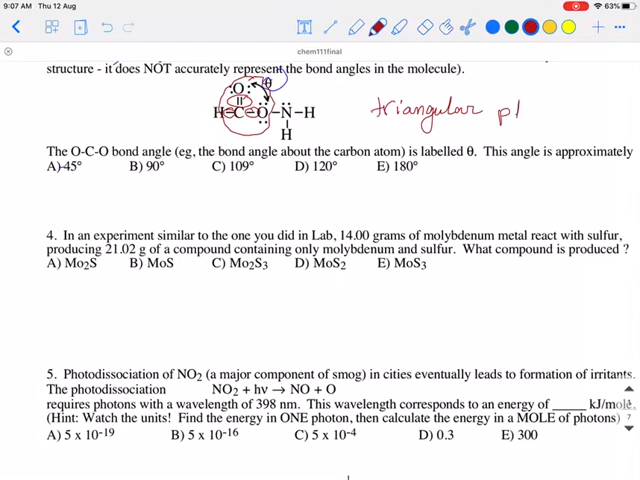 9:07 AM Thu 12 Aug 63%
chem111final
structure - it does NOT accurately represent the bond angles in the molecule).
:O: θ
H–C–O–N–H triangular pl
H
The O-C-O bond angle (eg, the bond angle about the carbon atom) is labelled θ. This angle is approximately
A)-45° B) 90° C) 109° D) 120° E) 180°
4. In an experiment similar to the one you did in Lab, 14.00 grams of molybdenum metal react with sulfur,
producing 21.02 g of a compound containing only molybdenum and sulfur. What compound is produced ?
A) Mo₂S B) MoS C) Mo₂S₃ D) MoS₂ E) MoS₃
5. Photodissociation of NO₂ (a major component of smog) in cities eventually leads to formation of irritants.
The photodissociation NO₂ + hν → NO + O
requires photons with a wavelength of 398 nm. This wavelength corresponds to an energy of _____ kJ/mole.
(Hint: Watch the units! Find the energy in ONE photon, then calculate the energy in a MOLE of photons) 7
A) 5 x 10⁻¹⁹ B) 5 x 10⁻¹⁶ C) 5 x 10⁻⁴ D) 0.3 E) 300